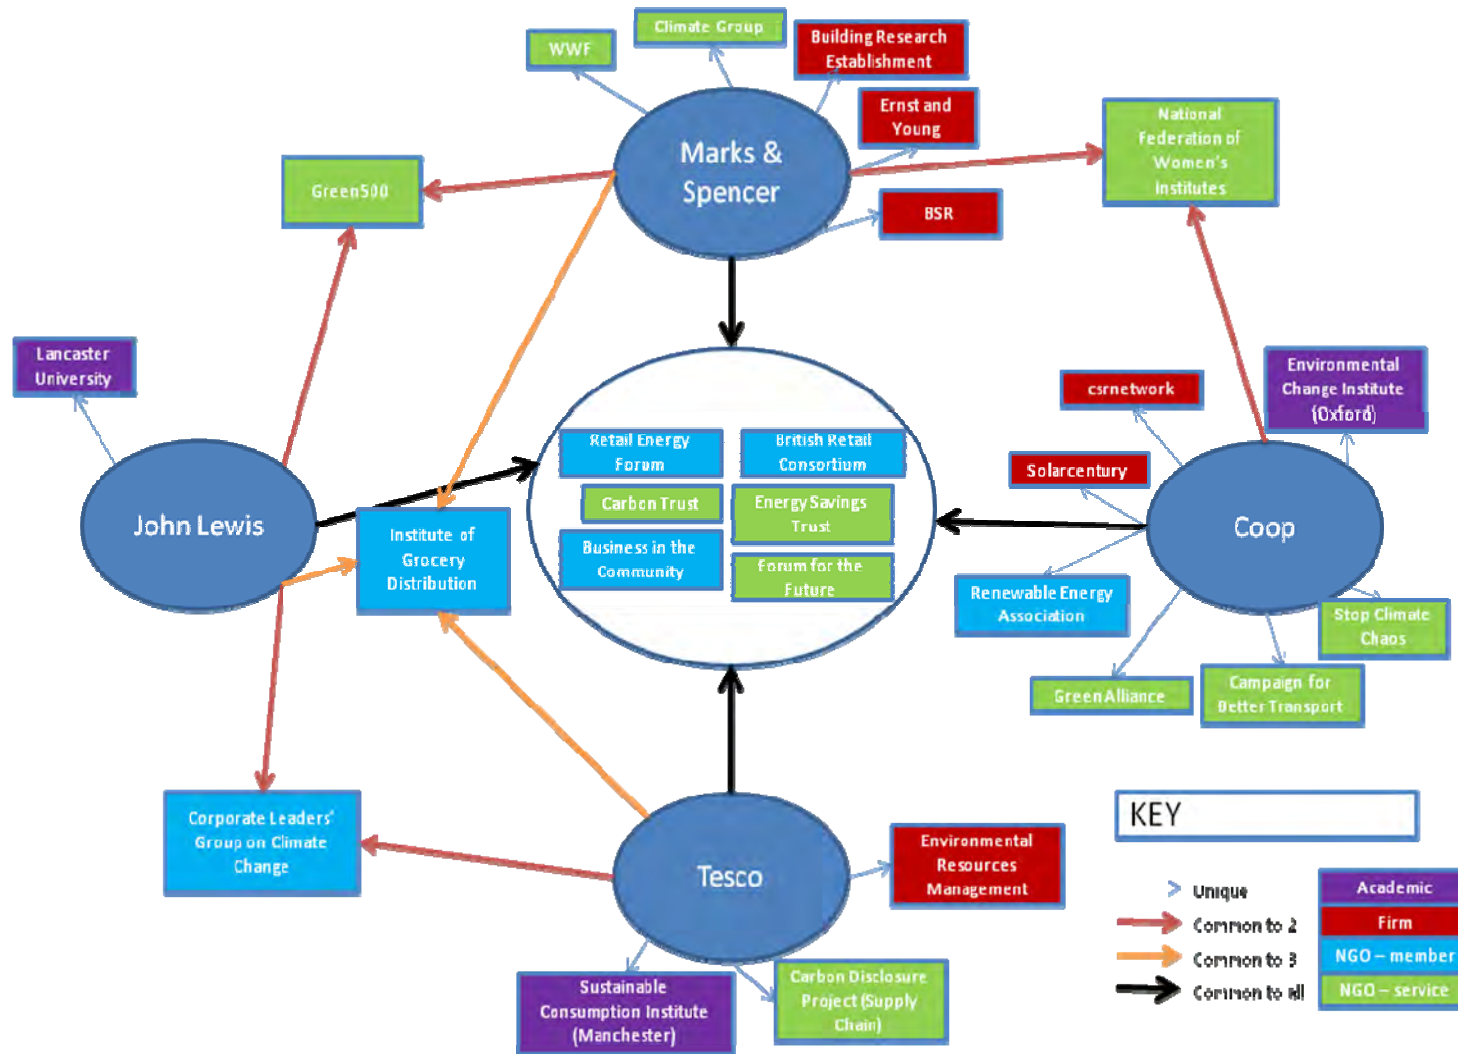 Climate Group
WWF
Building Research
Establishment
Ernst and
Young
National
Federation of
Women's
Institutes
Marks &
Spencer
Green500
BSR
Lancaster
University
Environmental
Change Institute
(Oxford)
csrnetwork
Retail Energy
Forum
British Retail
Consortium
Solarcentury
Carbon Trust
Energy Savings
Trust
John Lewis
Institute of
Grocery
Distribution
Coop
Business in the
Community
Forum for the
Future
Renewable Energy
Association
Stop Climate
Chaos
Green Alliance
Campaign for
Better Transport
Corporate Leaders'
Group on Climate
Change
KEY
Tesco
Environmental
Resources
Management
Unique
Academic
Common to 2
Firm
Common to 3
NGO – member
Common to all
NGO – service
Sustainable
Consumption Institute
(Manchester)
Carbon Disclosure
Project (Supply
Chain)